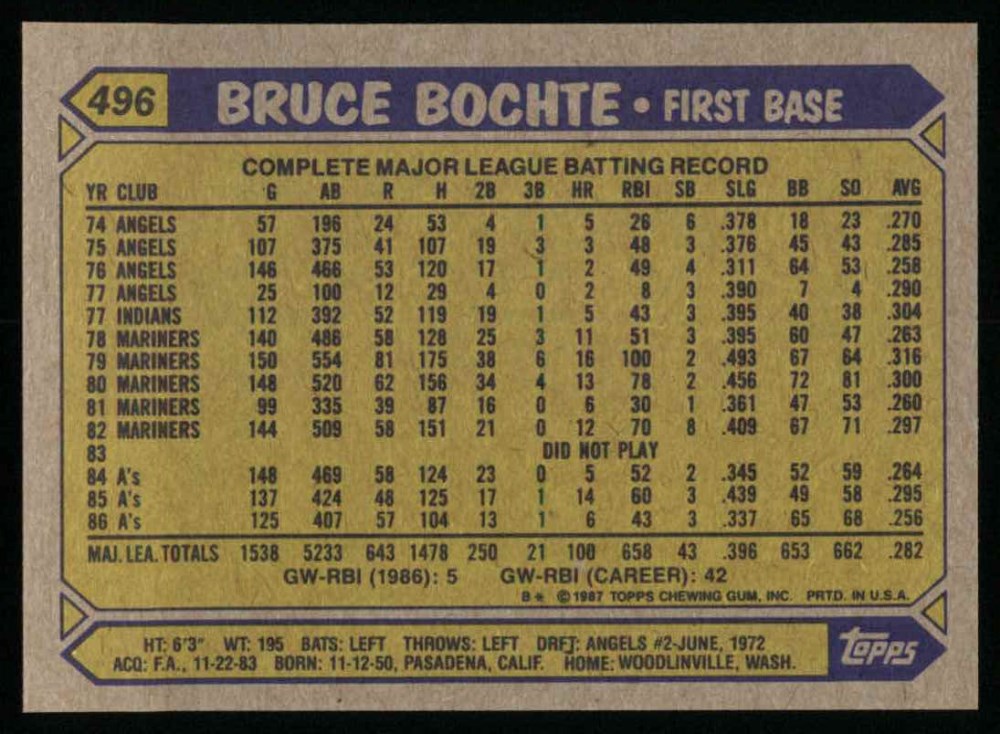 496 BRUCE BOCHTE • FIRST BASE
COMPLETE MAJOR LEAGUE BATTING RECORD
YR CLUB G AB R H 2B 3B HR RBI SB SLG BB SO AVG
74 ANGELS 57 196 24 53 4 1 5 26 6 .378 18 23 .270
75 ANGELS 107 375 41 107 19 3 3 48 3 .376 45 43 .285
76 ANGELS 146 466 53 120 17 1 2 49 4 .311 64 53 .258
77 ANGELS 25 100 12 29 4 0 2 8 3 .390 7 4 .290
77 INDIANS 112 392 52 119 19 1 5 43 3 .395 40 38 .304
78 MARINERS 140 486 58 128 25 3 11 51 3 .395 60 47 .263
79 MARINERS 150 554 81 175 38 6 16 100 2 .493 67 64 .316
80 MARINERS 148 520 62 156 34 4 13 78 2 .456 72 81 .300
81 MARINERS 99 335 39 87 16 0 6 30 1 .361 47 53 .260
82 MARINERS 144 509 58 151 21 0 12 70 8 .409 67 71 .297
83 DID NOT PLAY
84 A's 148 469 58 124 23 0 5 52 2 .345 52 59 .264
85 A's 137 424 48 125 17 1 14 60 3 .439 49 58 .295
86 A's 125 407 57 104 13 1 6 43 3 .337 65 68 .256
MAJ. LEA. TOTALS 1538 5233 643 1478 250 21 100 658 43 .396 653 662 .282
GW-RBI (1986): 5 GW-RBI (CAREER): 42
B* © 1987 TOPPS CHEWING GUM, INC. PRTD. IN U.S.A.
HT: 6'3" WT: 195 BATS: LEFT THROWS: LEFT DRFT: ANGELS #2-JUNE, 1972
ACQ: F.A., 11-22-83 BORN: 11-12-50, PASADENA, CALIF. HOME: WOODLINVILLE, WASH.
topps